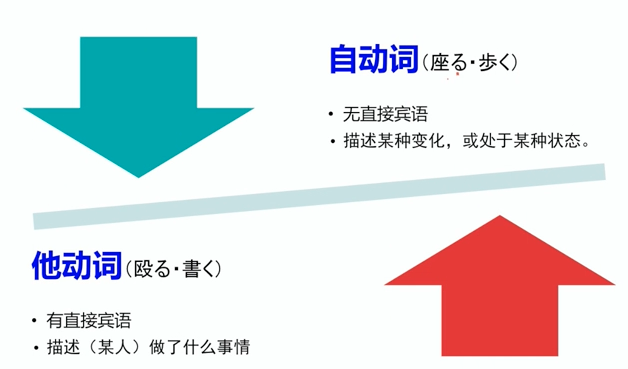 自动词(座る·歩く)
• 无直接宾语
• 描述某种变化，或处于某种状态。
他动词(殴る·書く)
• 有直接宾语
• 描述（某人）做了什么事情